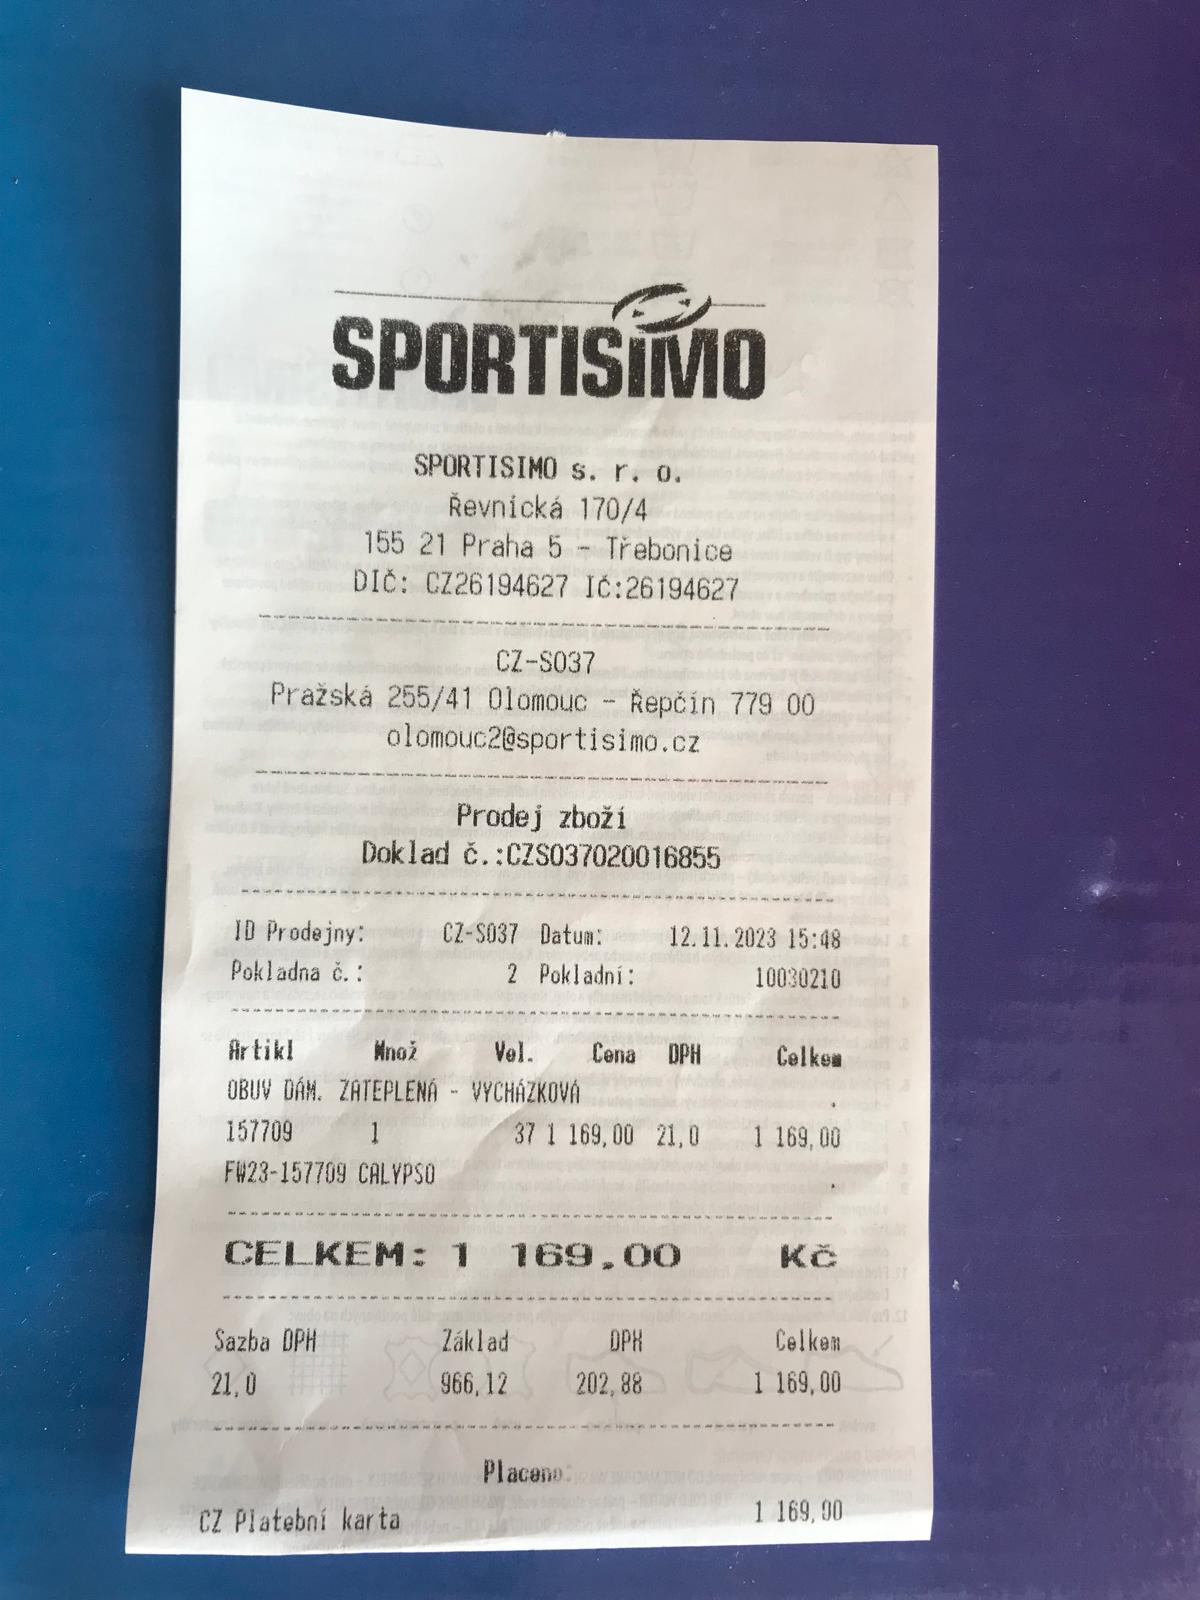 SPORTISIMO
SPORTISIMO s. r. o.
Řevnická 170/4
155 21 Praha 5 - Třebonice
DIČ: CZ26194627 IČ:26194627
CZ-S037
Pražská 255/41 Olomouc - Řepčín 779 00
olomouc2@sportisimo.cz
Prodej zboží
Doklad č.:CZS037020016855
ID Prodejny: CZ-S037 Datum: 12.11.2023 15:48
Pokladna č.: 2 Pokladní: 10030210
Artikl Množ Vel. Cena DPH Celkem
OBUV DÁM. ZATEPLENÁ - VYCHÁZKOVÁ
157709 1 37 1 169,00 21,0 1 169,00
FW23-157709 CALYPSO
CELKEM: 1 169.00 Kč
Sazba DPH Základ DPH Celkem
21,0 966,12 202,88 1 169,00
Placeno:
CZ Platební karta 1 169,00